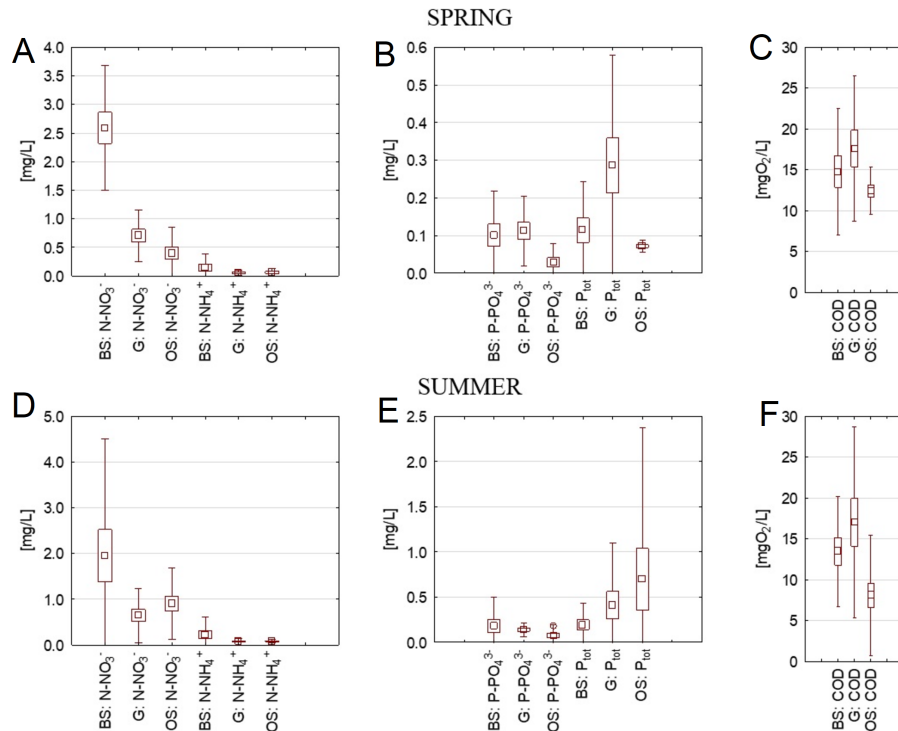 SPRING
A
[mg/L]
4.0
3.5
3.0
2.5
2.0
1.5
1.0
0.5
0.0
BS: N-NO₃⁻
G: N-NO₃⁻
OS: N-NO₃⁻
BS: N-NH₄⁺
G: N-NH₄⁺
OS: N-NH₄⁺
B
[mg/L]
0.6
0.5
0.4
0.3
0.2
0.1
0.0
BS: P-PO₄³⁻
G: P-PO₄³⁻
OS: P-PO₄³⁻
BS: Pₜₒₜ
G: Pₜₒₜ
OS: Pₜₒₜ
C
[mgO₂/L]
30
25
20
15
10
5
0
BS: COD
G: COD
OS: COD
SUMMER
D
[mg/L]
5.0
4.0
3.0
2.0
1.0
0.0
BS: N-NO₃⁻
G: N-NO₃⁻
OS: N-NO₃⁻
BS: N-NH₄⁺
G: N-NH₄⁺
OS: N-NH₄⁺
E
[mg/L]
2.5
2.0
1.5
1.0
0.5
0.0
BS: P-PO₄³⁻
G: P-PO₄³⁻
OS: P-PO₄³⁻
BS: Pₜₒₜ
G: Pₜₒₜ
OS: Pₜₒₜ
F
[mgO₂/L]
30
25
20
15
10
5
0
BS: COD
G: COD
OS: COD